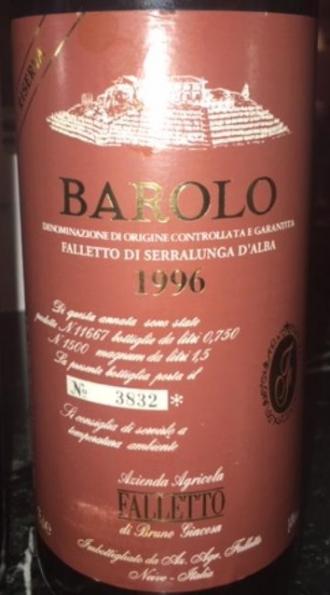 RISERVA
BAROLO
DENOMINAZIONE DI ORIGINE CONTROLLATA E GARANTITA
FALLETTO DI SERRALUNGA D'ALBA
1996
Di questa annata sono state
prodotte N 11667 bottiglie da litri 0,750
N 1500 magnum da litri 1,5
La presente bottiglia porta il
No 3832 *
Si consiglia di servirlo a
temperatura ambiente
Azienda Agricola
FALLETTO
di Bruno Giacosa
Imbottigliato da Az. Agr. Falletto
Neive - Italia